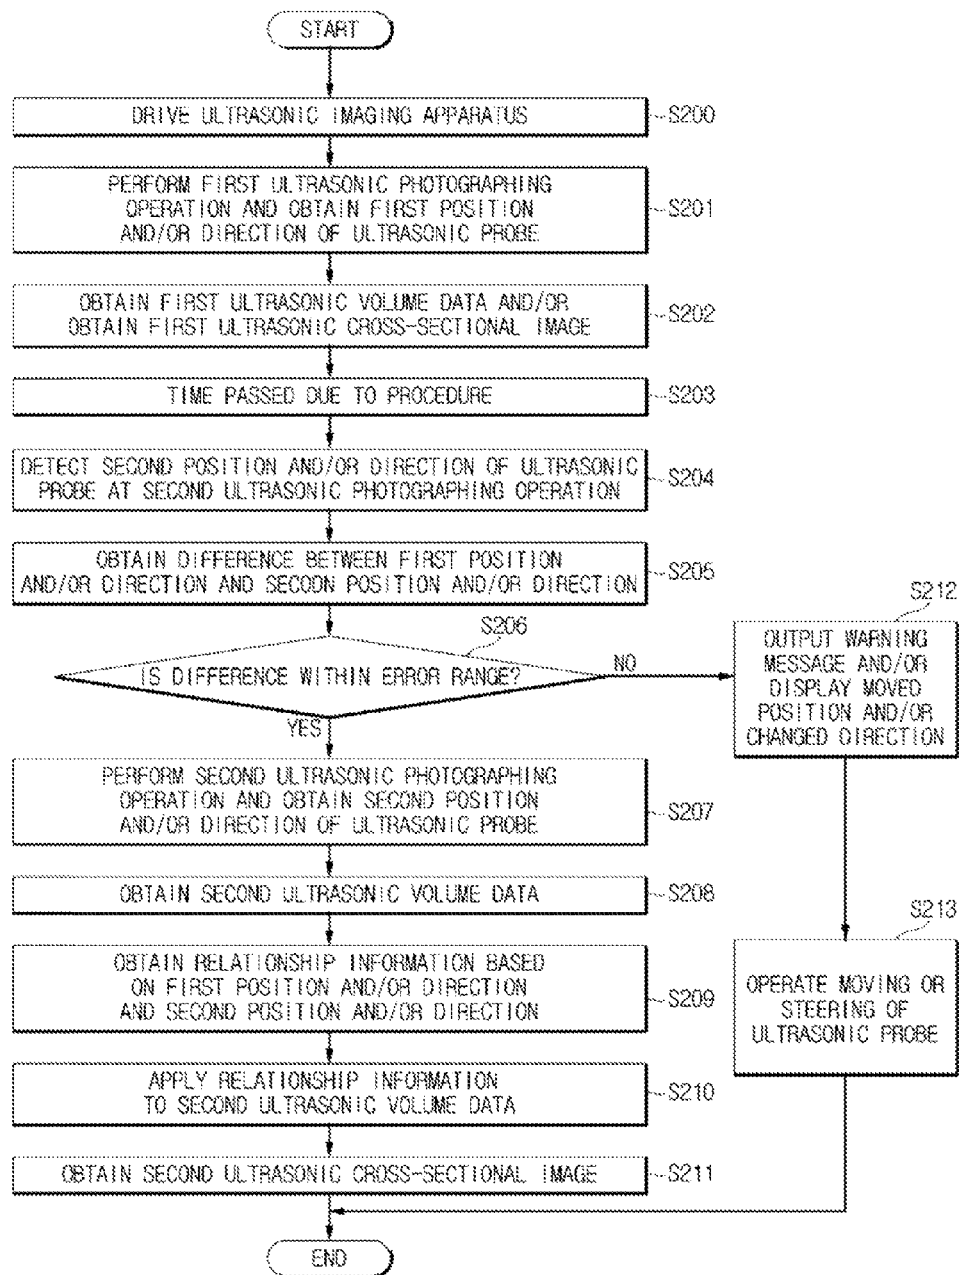 START
DRIVE ULTRASONIC IMAGING APPARATUS
S200
PERFORM FIRST ULTRASONIC PHOTOGRAPHING
OPERATION AND OBTAIN FIRST POSITION
AND/OR DIRECTION OF ULTRASONIC PROBE
S201
OBTAIN FIRST ULTRASONIC VOLUME DATA AND/OR
OBTAIN FIRST ULTRASONIC CROSS-SECTIONAL IMAGE
S202
TIME PASSED DUE TO PROCEDURE
S203
DETECT SECOND POSITION AND/OR DIRECTION OF ULTRASONIC
PROBE AT SECOND ULTRASONIC PHOTOGRAPHING OPERATION
S204
OBTAIN DIFFERENCE BETWEEN FIRST POSITION
AND/OR DIRECTION AND SECODN POSITION AND/OR DIRECTION
S205
S206
IS DIFFERENCE WITHIN ERROR RANGE?
NO
YES
S212
OUTPUT WARNING
MESSAGE AND/OR
DISPLAY MOVED
POSITION AND/OR
CHANGED DIRECTION
PERFORM SECOND ULTRASONIC PHOTOGRAPHING
OPERATION AND OBTAIN SECOND POSITION
AND/OR DIRECTION OF ULTRASONIC PROBE
S207
OBTAIN SECOND ULTRASONIC VOLUME DATA
S208
OBTAIN RELATIONSHIP INFORMATION BASED
ON FIRST POSITION AND/OR DIRECTION
AND SECOND POSITION AND/OR DIRECTION
S209
S213
OPERATE MOVING OR
STEERING OF
ULTRASONIC PROBE
APPLY RELATIONSHIP INFORMATION
TO SECOND ULTRASONIC VOLUME DATA
S210
OBTAIN SECOND ULTRASONIC CROSS-SECTIONAL IMAGE
S211
END